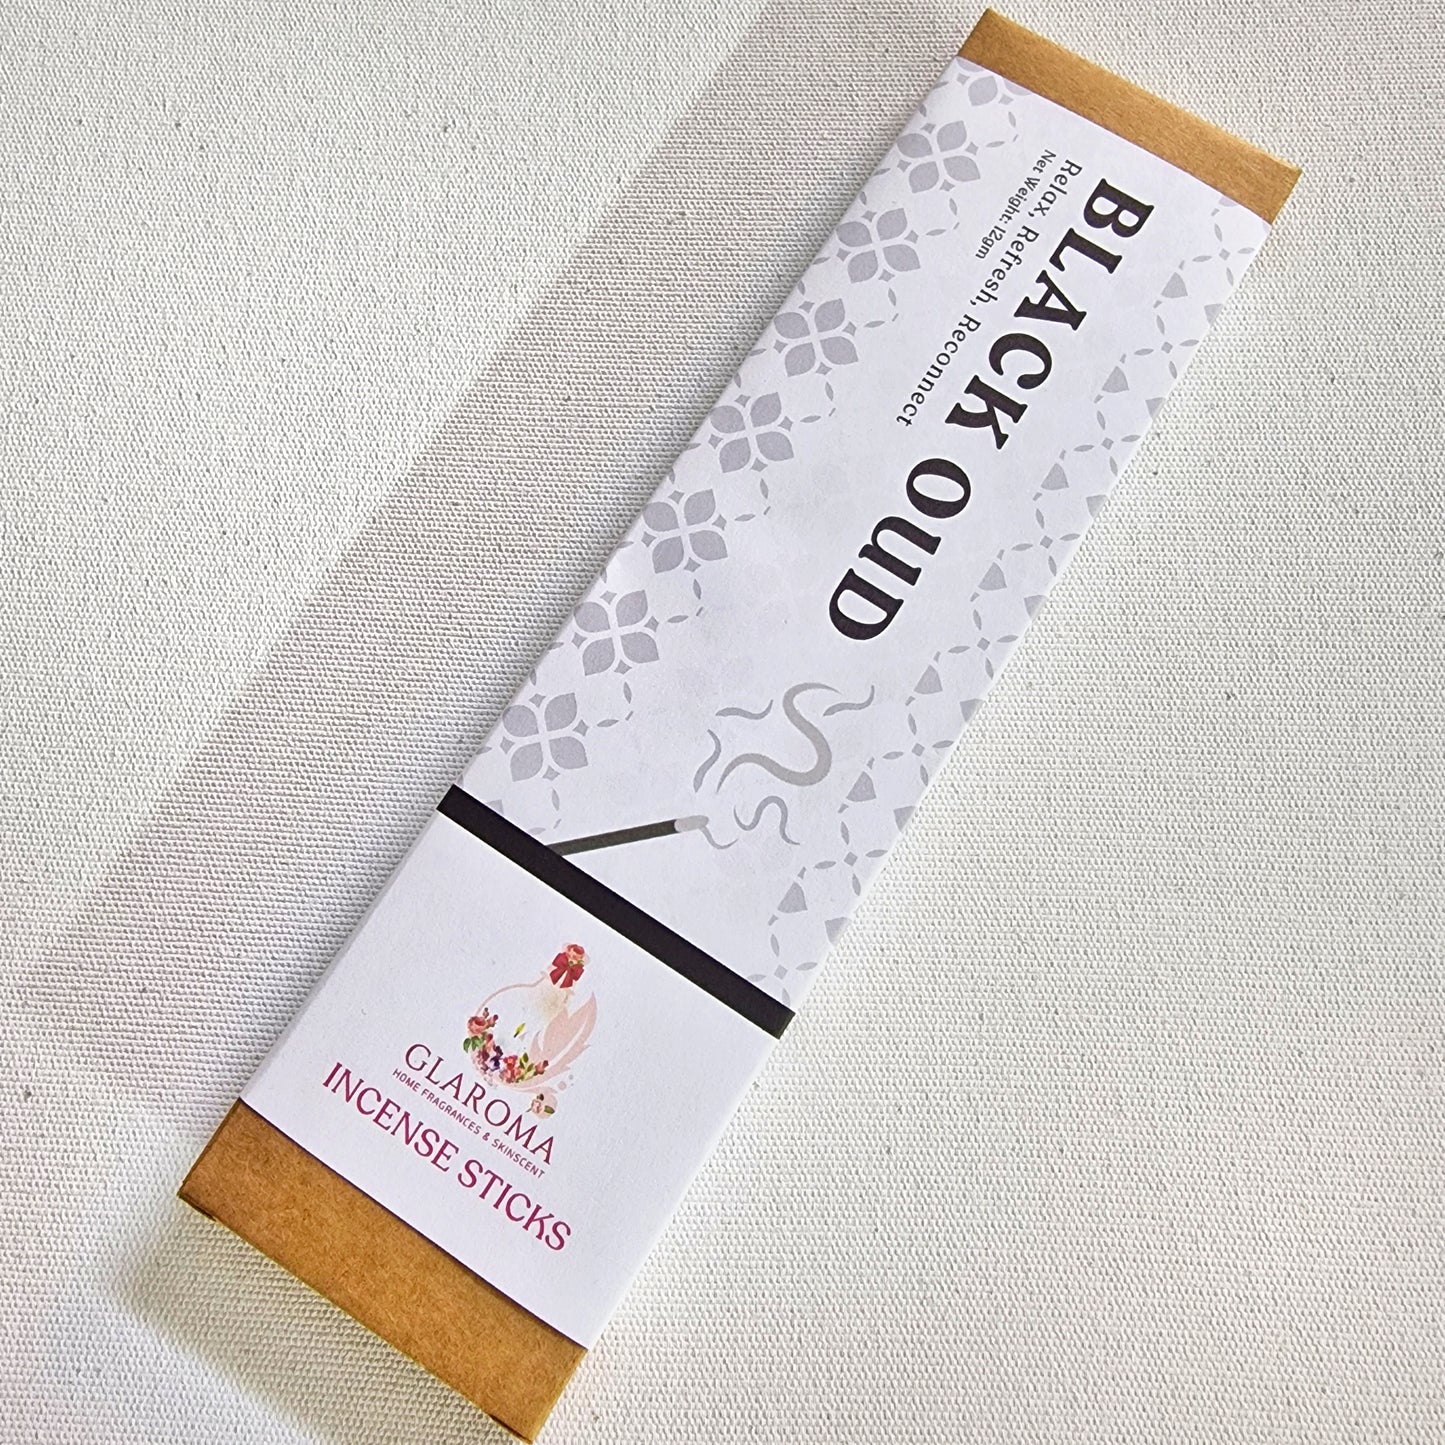 BLACK OUD
Relax, Refresh, Reconnect
Net Weight: 12gm
GLAROMA
HOME FRAGRANCES & SKINSCENT
INCENSE STICKS